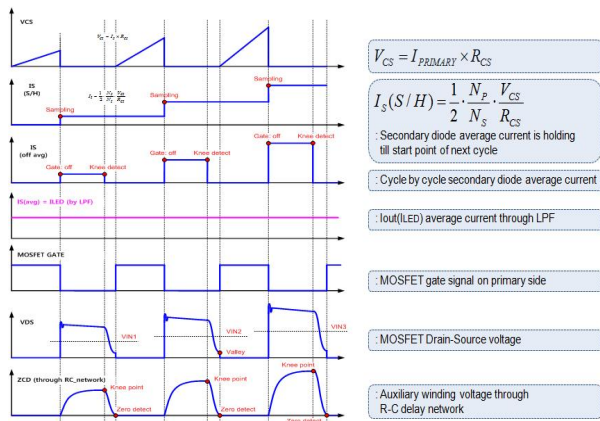 VCS
V_CS = I_P × R_CS
V_CS = I_PRIMARY × R_CS
IS
(S/H)
Sampling
Sampling
Sampling
I_S (S/H) = 1/2 · N_P/N_S · V_CS/R_CS
: Secondary diode average current is holding
till start point of next cycle
IS
(off avg)
Gate: off
Knee detect
Gate: off
Knee detect
Gate: off
Knee detect
: Cycle by cycle secondary diode average current
IS(avg) = ILED (by LPF)
: Iout(ILED) average current through LPF
MOSFET GATE
: MOSFET gate signal on primary side
VDS
VIN1
VIN2
VIN3
Valley
: MOSFET Drain-Source voltage
ZCD (through RC_network)
Knee point
Knee point
Knee point
Zero detect
Zero detect
Zero detect
: Auxiliary winding voltage through
R-C delay network